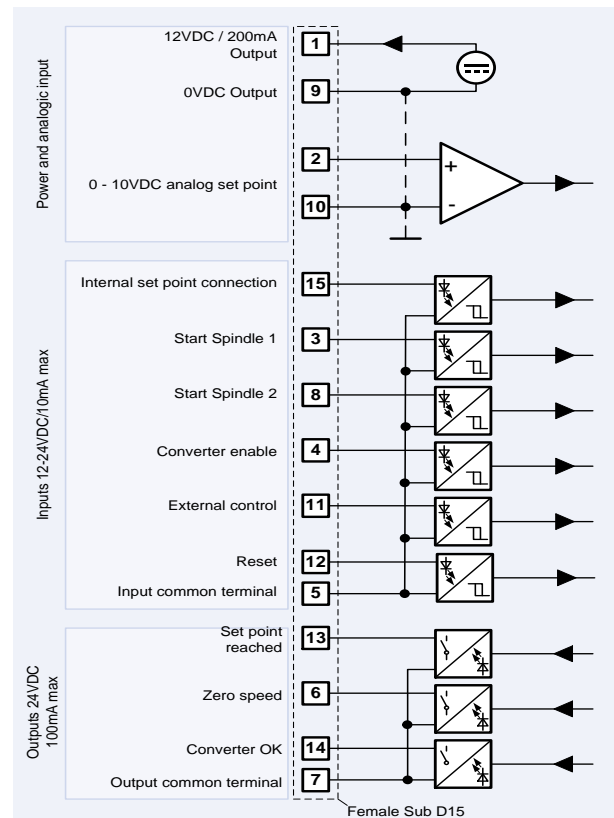 Power and analogic input
12VDC / 200mA
Output
1
0VDC Output
9
2
+
0 - 10VDC analog set point
10
-
Inputs 12-24VDC/10mA max
Internal set point connection
15
Start Spindle 1
3
Start Spindle 2
8
Converter enable
4
External control
11
Reset
12
Input common terminal
5
Outputs 24VDC
100mA max
Set point
reached
13
Zero speed
6
Converter OK
14
Output common terminal
7
Female Sub D15